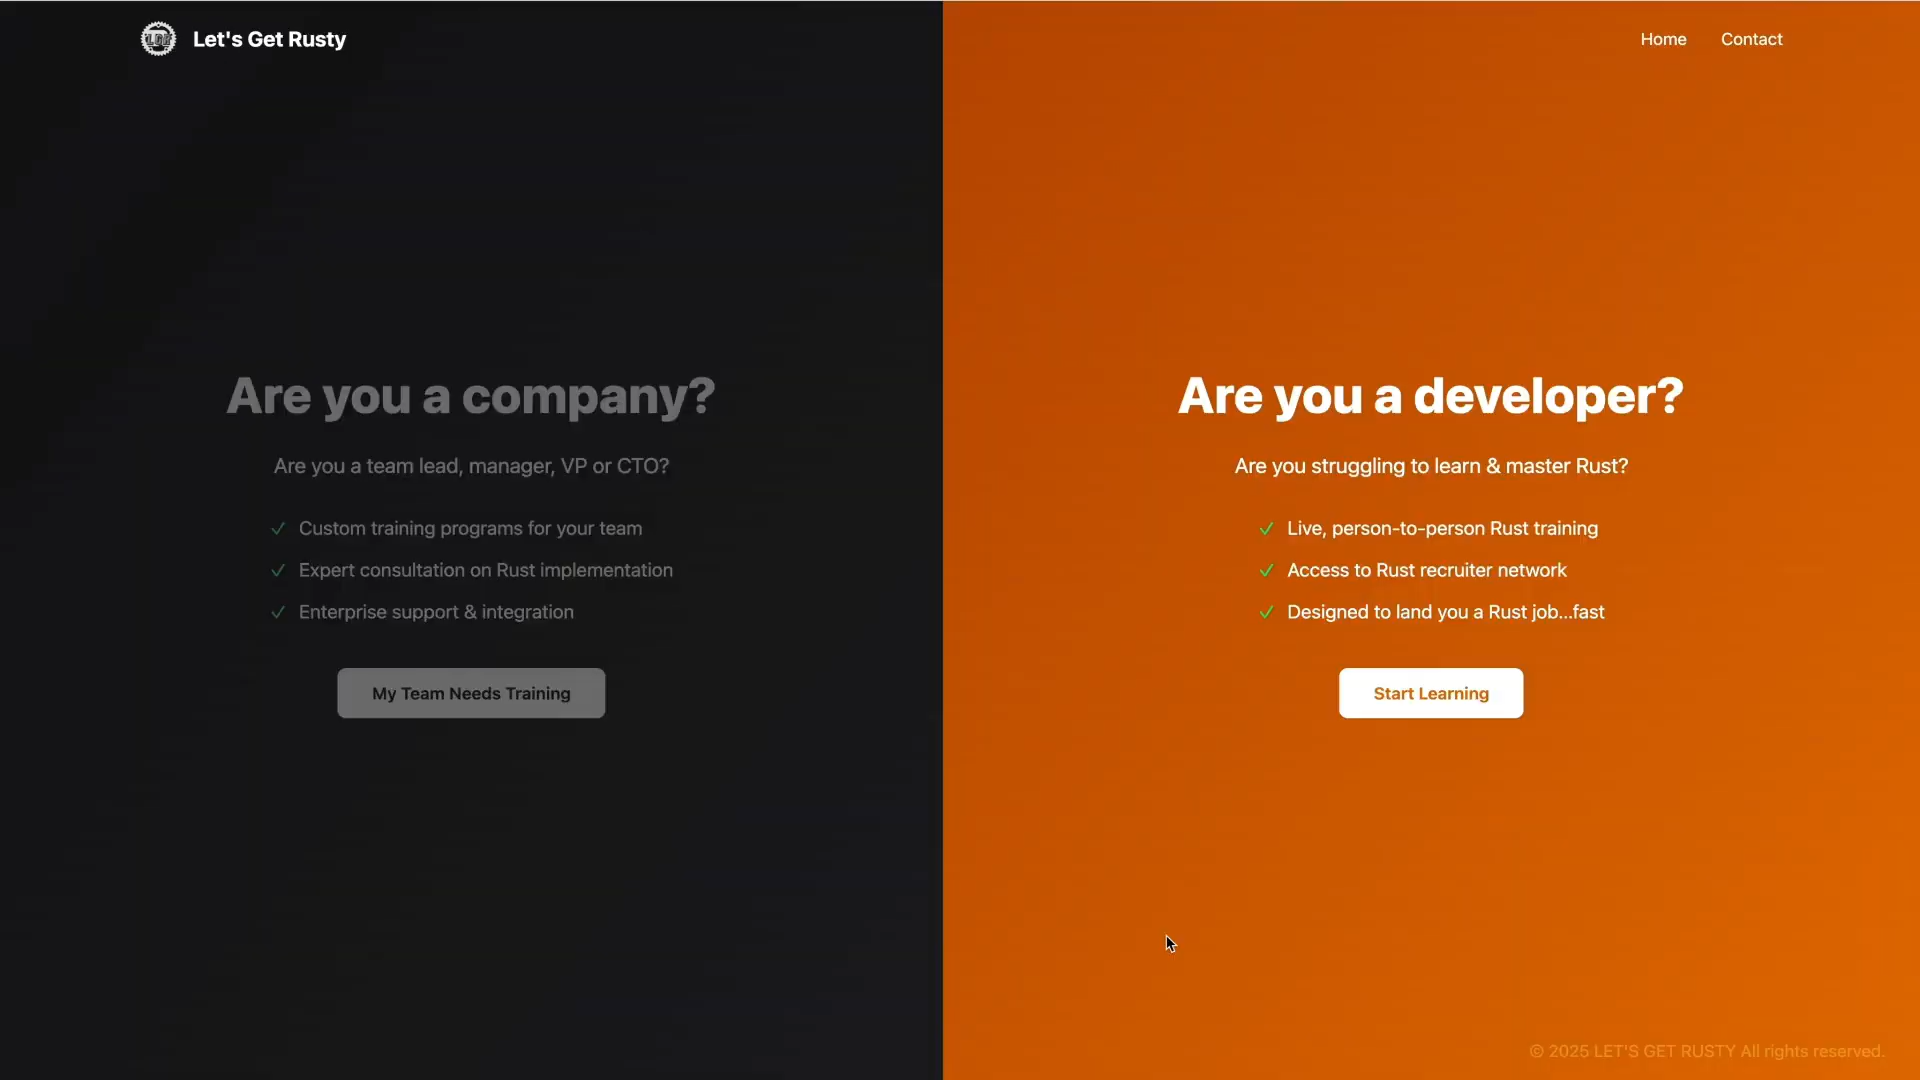 Let's Get Rusty
Home
Contact
Are you a company?
Are you a team lead, manager, VP or CTO?
Custom training programs for your team
Expert consultation on Rust implementation
Enterprise support & integration
My Team Needs Training
Are you a developer?
Are you struggling to learn & master Rust?
Live, person-to-person Rust training
Access to Rust recruiter network
Designed to land you a Rust job...fast
Start Learning
© 2025 LET'S GET RUSTY All rights reserved.